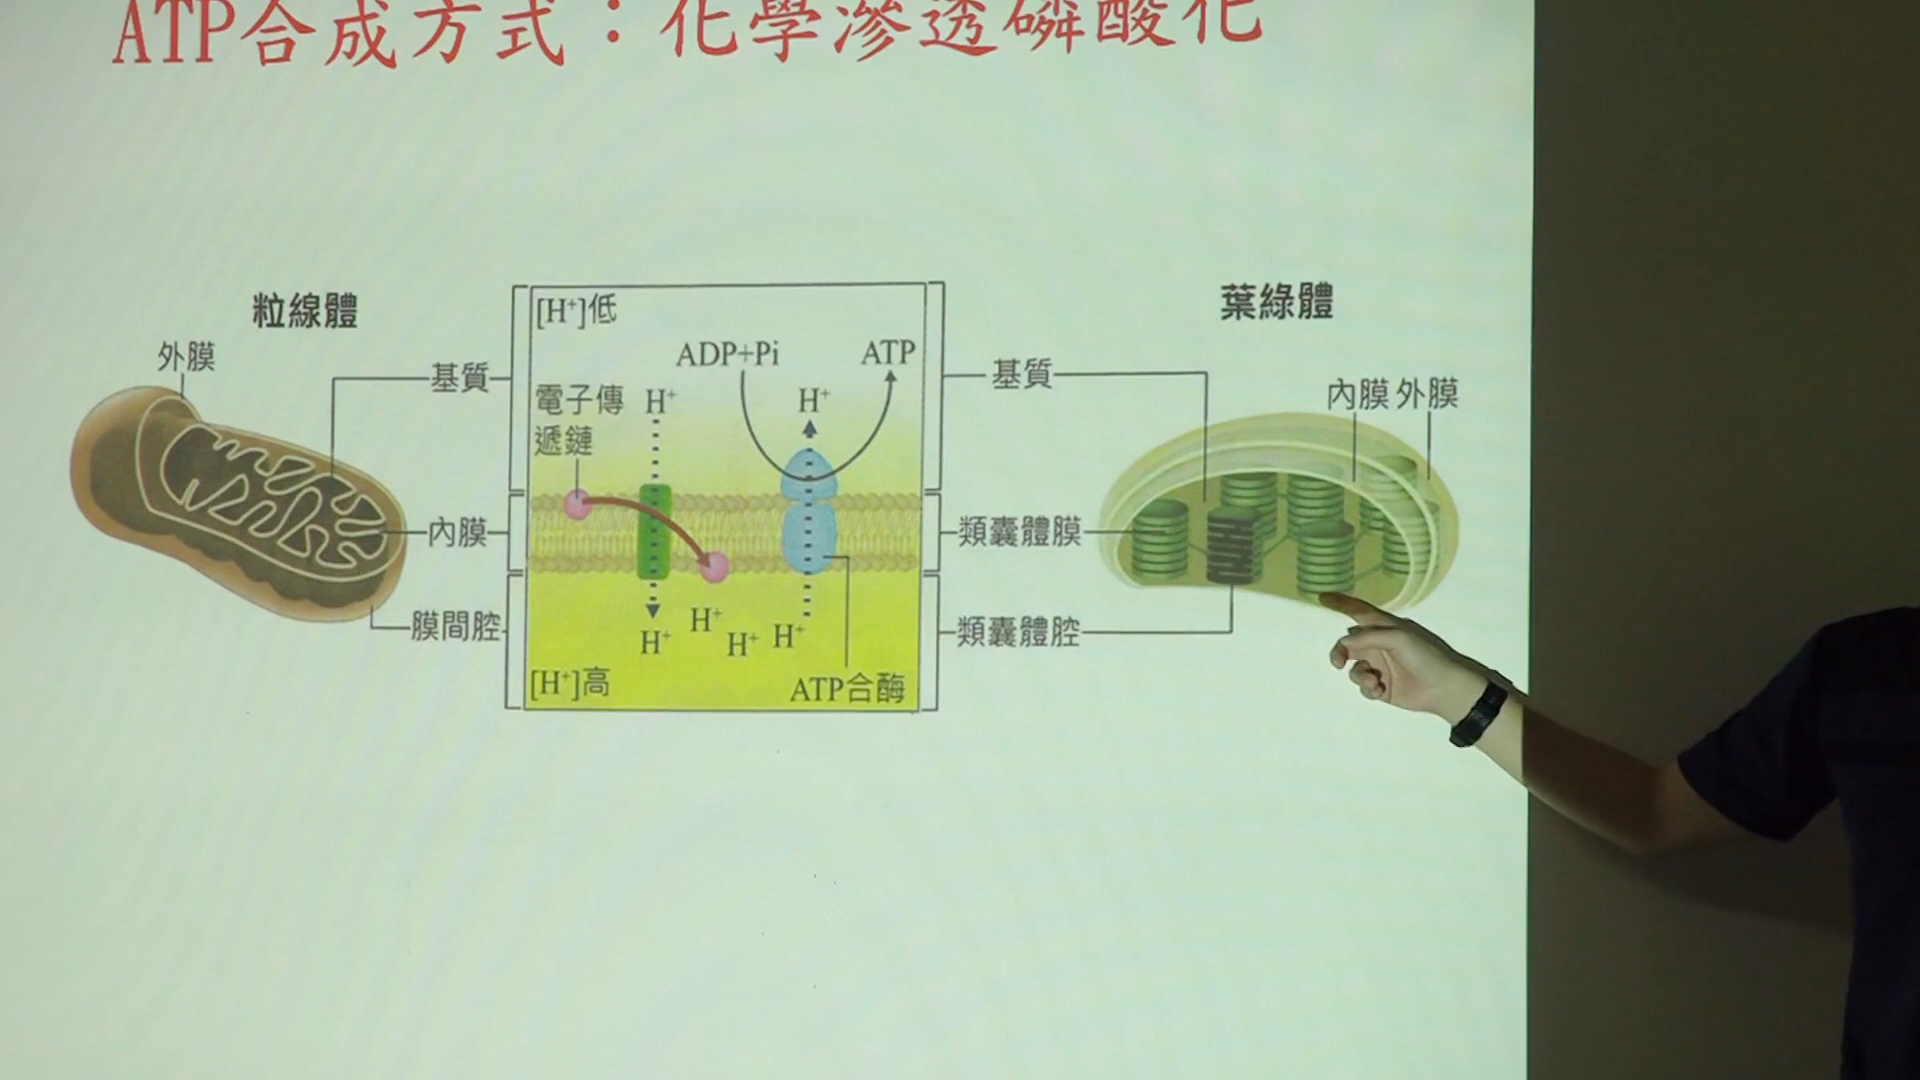 ATP合成方式：化學滲透磷酸化
粒線體
外膜
基質
內膜
膜間腔
[H⁺]低
ADP+Pi
ATP
電子傳
遞鏈
H⁺
H⁺
H⁺
H⁺
H⁺
H⁺
[H⁺]高
ATP合酶
基質
類囊體膜
類囊體腔
葉綠體
內膜
外膜